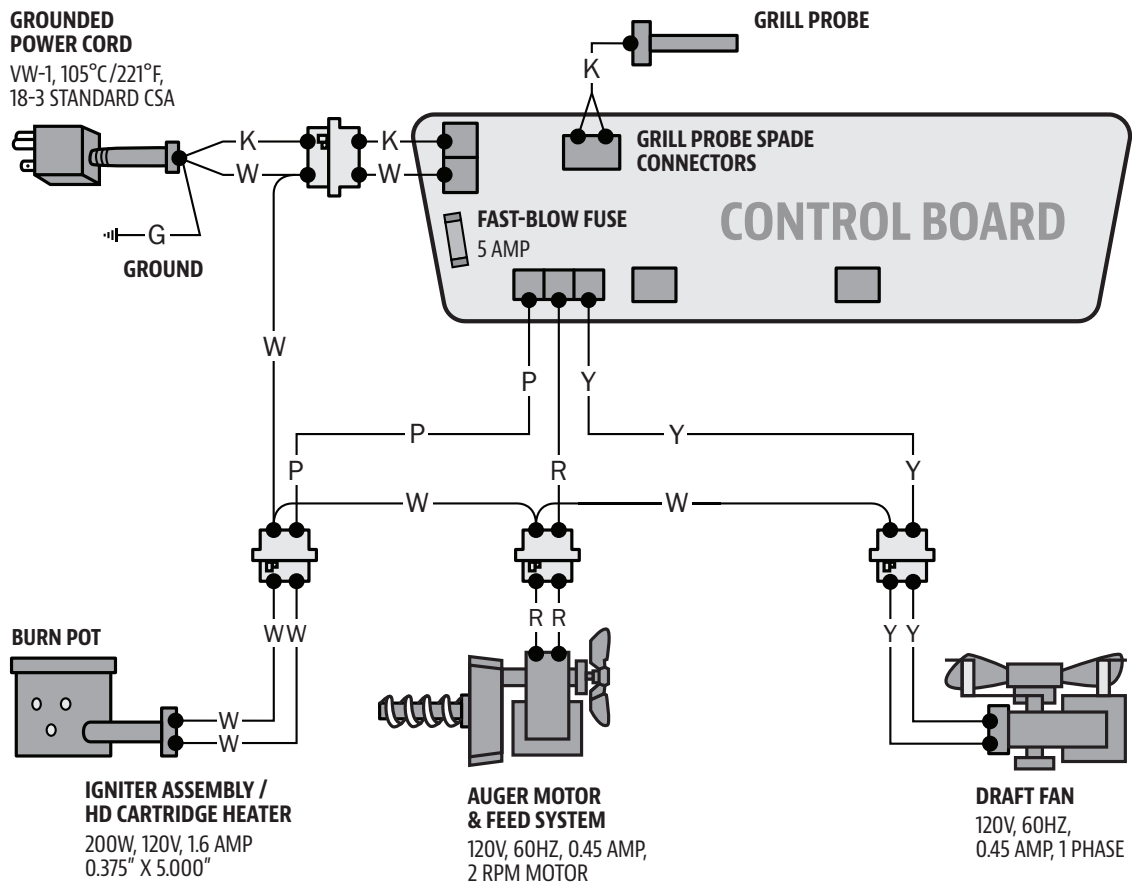 GROUNDED
POWER CORD
VW-1, 105°C/221°F,
18-3 STANDARD CSA
GRILL PROBE
K
GRILL PROBE SPADE
CONNECTORS
K
K
W
W
FAST-BLOW FUSE
5 AMP
CONTROL BOARD
G
GROUND
W
P
Y
P
Y
P
R
Y
W
W
R R
W W
Y Y
BURN POT
W
W
IGNITER ASSEMBLY /
HD CARTRIDGE HEATER
200W, 120V, 1.6 AMP
0.375" X 5.000"
AUGER MOTOR
& FEED SYSTEM
120V, 60HZ, 0.45 AMP,
2 RPM MOTOR
DRAFT FAN
120V, 60HZ,
0.45 AMP, 1 PHASE